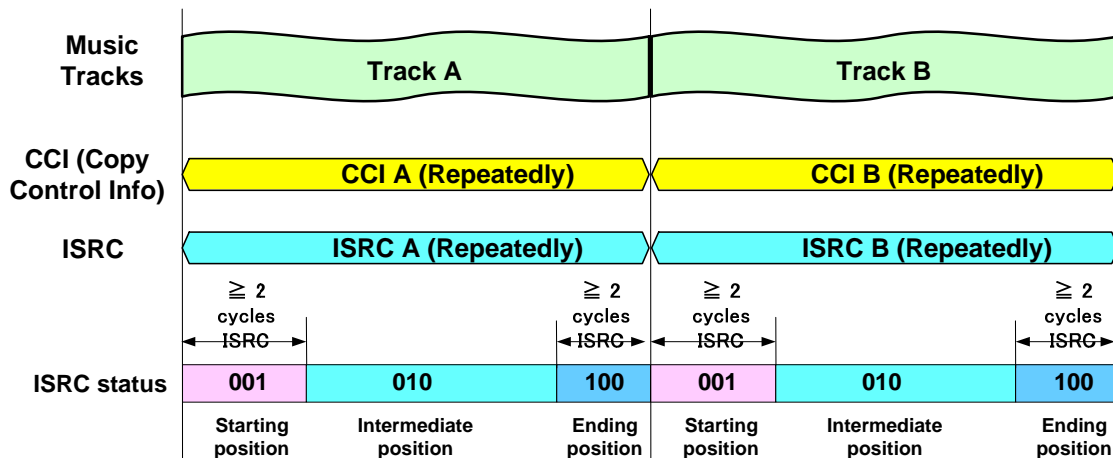 Music
Tracks
Track A
Track B
CCI (Copy
Control Info)
CCI A (Repeatedly)
CCI B (Repeatedly)
ISRC
ISRC A (Repeatedly)
ISRC B (Repeatedly)
≧ 2
cycles
ISRC
≧ 2
cycles
ISRC
≧ 2
cycles
ISRC
≧ 2
cycles
ISRC
ISRC status
001
010
100
001
010
100
Starting
position
Intermediate
position
Ending
position
Starting
position
Intermediate
position
Ending
position